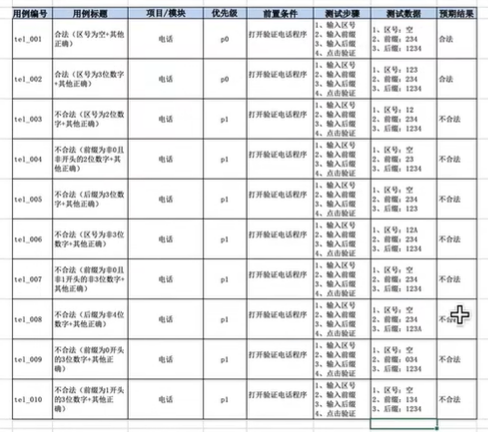 用例编号 用例标题 项目/模块 优先级 前置条件 测试步骤 测试数据 预期结果
tel_001 合法（区号为空+其他正确） 电话 p0 打开验证电话程序 1、输入区号 2、输入前缀 3、输入后缀 4、点击验证 1、区号：空 2、前缀：234 3、后缀：1234 合法
tel_002 合法（区号为3位数字+其他正确） 电话 p0 打开验证电话程序 1、输入区号 2、输入前缀 3、输入后缀 4、点击验证 1、区号：123 2、前缀：234 3、后缀：1234 合法
tel_003 不合法（区号为2位数字+其他正确） 电话 p1 打开验证电话程序 1、输入区号 2、输入前缀 3、输入后缀 4、点击验证 1、区号：12 2、前缀：234 3、后缀：1234 不合法
tel_004 不合法（前缀为非0且非1开头的2位数字+其他正确） 电话 p1 打开验证电话程序 1、输入区号 2、输入前缀 3、输入后缀 4、点击验证 1、区号：空 2、前缀：23 3、后缀：1234 不合法
tel_005 不合法（后缀为3位数字+其他正确） 电话 p1 打开验证电话程序 1、输入区号 2、输入前缀 3、输入后缀 4、点击验证 1、区号：空 2、前缀：234 3、后缀：123 不合法
tel_006 不合法（区号为非3位数字+其他正确） 电话 p1 打开验证电话程序 1、输入区号 2、输入前缀 3、输入后缀 4、点击验证 1、区号：12A 2、前缀：234 3、后缀：1234 不合法
tel_007 不合法（前缀为非0且非1开头的非3位数字+其他正确） 电话 p1 打开验证电话程序 1、输入区号 2、输入前缀 3、输入后缀 4、点击验证 1、区号：空 2、前缀：234 3、后缀：1234 不合法
tel_008 不合法（后缀为非4位数字+其他正确） 电话 p1 打开验证电话程序 1、输入区号 2、输入前缀 3、输入后缀 4、点击验证 1、区号：空 2、前缀：234 3、后缀：123A 不
tel_009 不合法（前缀为0开头的3位数字+其他正确） 电话 p1 打开验证电话程序 1、输入区号 2、输入前缀 3、输入后缀 4、点击验证 1、区号：空 2、前缀：034 3、后缀：1234 不合法
tel_010 不合法（前缀为1开头的3位数字+其他正确） 电话 p1 打开验证电话程序 1、输入区号 2、输入前缀 3、输入后缀 4、点击验证 1、区号：空 2、前缀：134 3、后缀：1234 不合法